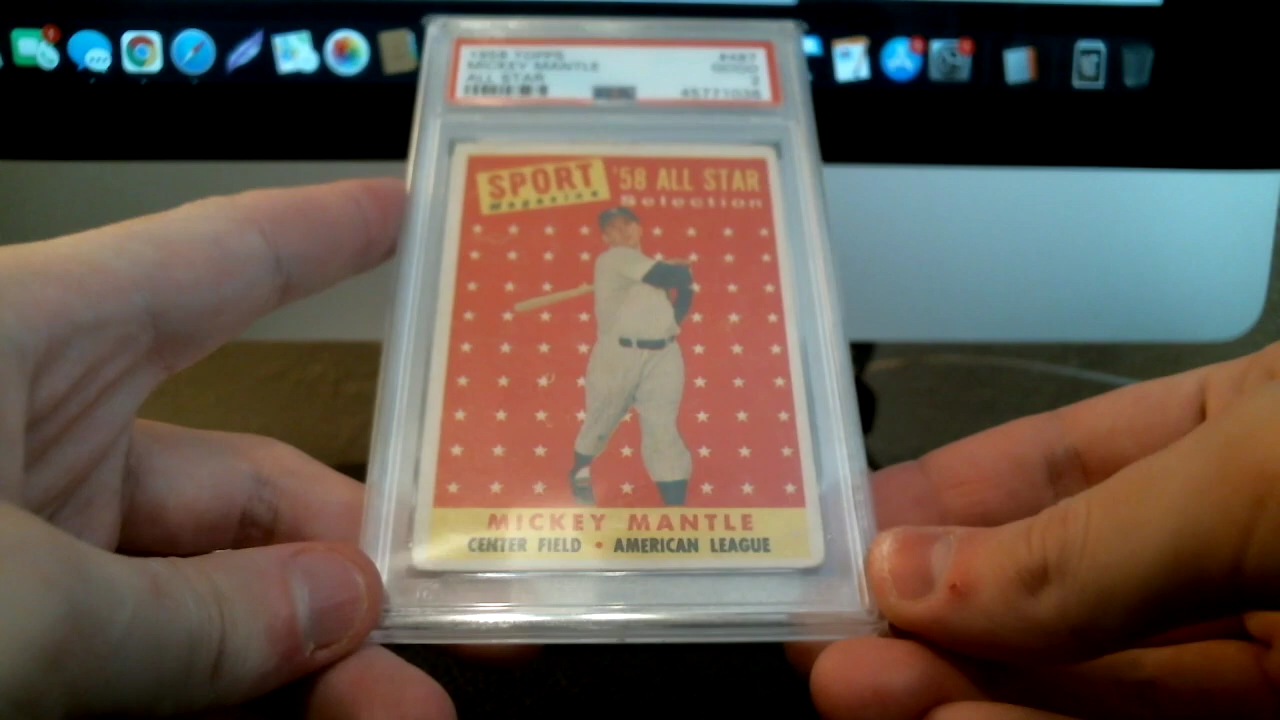 1958 TOPPS #487
MICKEY MANTLE GOOD
ALL STAR 2
45771036
SPORT '58 ALL STAR
Magazine Selection
MICKEY MANTLE
CENTER FIELD • AMERICAN LEAGUE